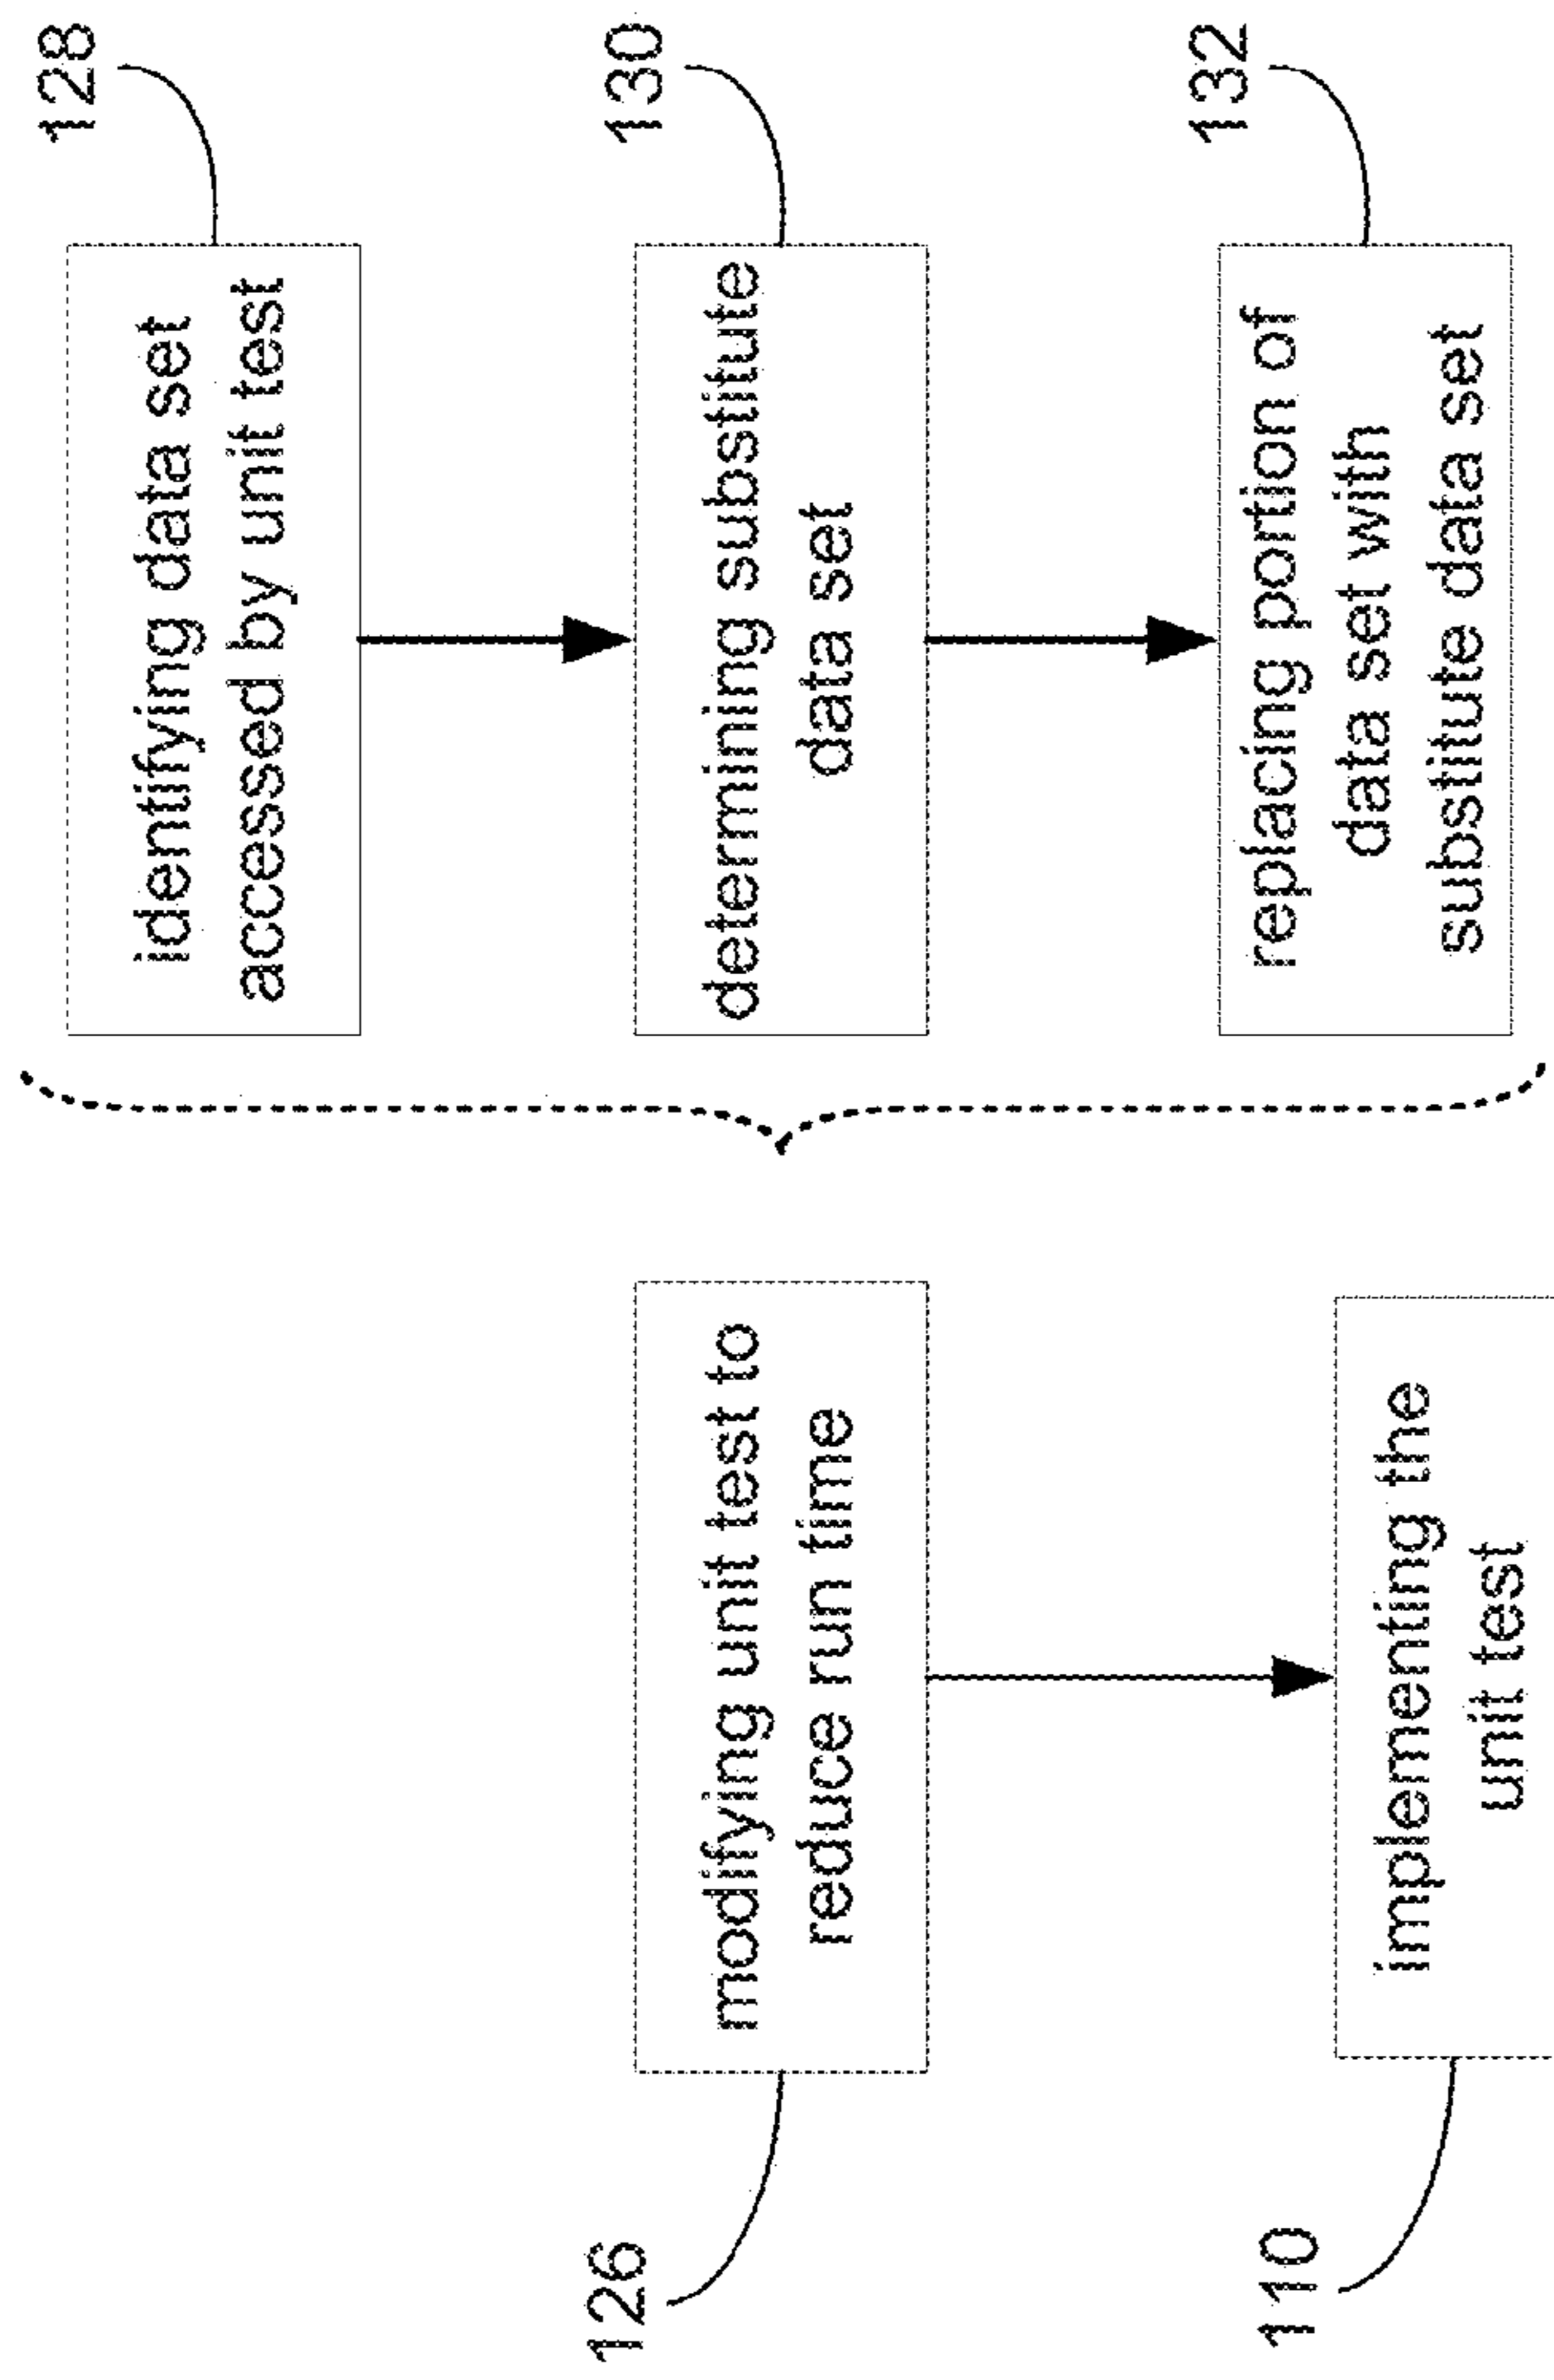 126
modifying unit test to
reduce run time
110
implementing the
unit test
128
identifying data set
accessed by unit test
130
determining substitute
data set
132
replacing portion of
data set with
substitute data set